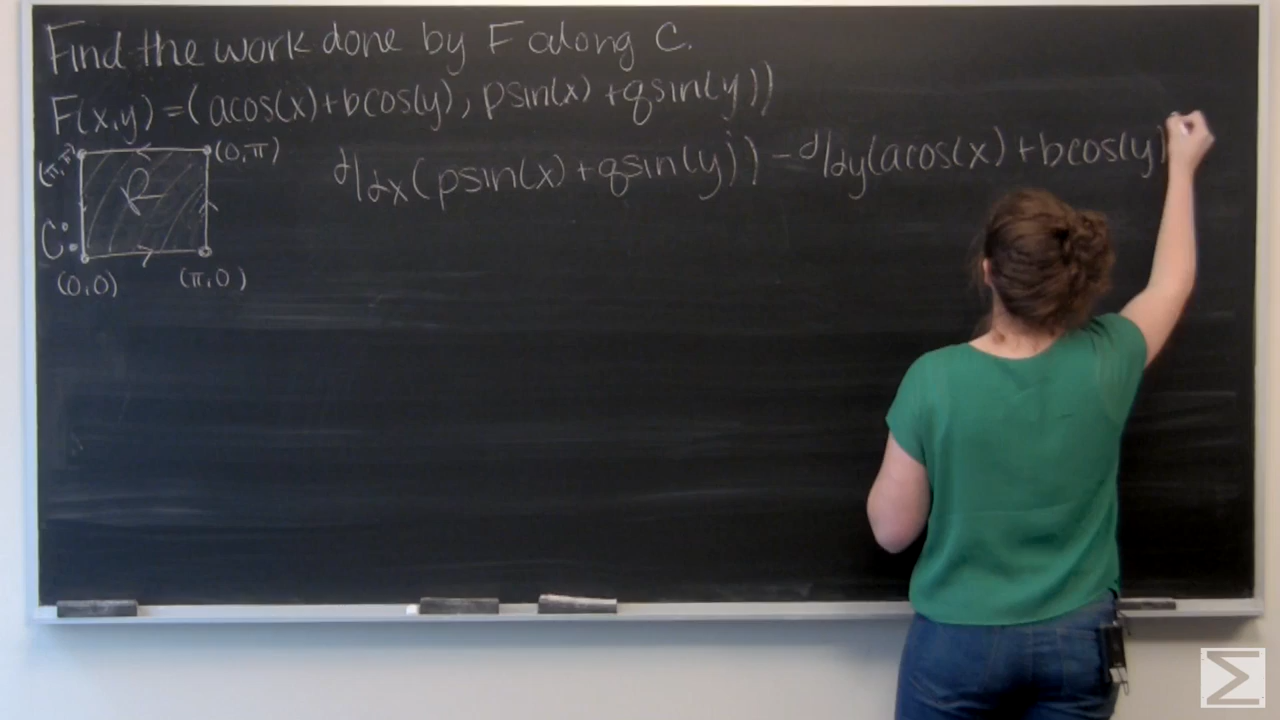 Find the work done by F along C.
F(x,y)=(acos(x)+bcos(y), psin(x)+qsin(y))
(π,π) (0,π)
d/dx(psin(x)+qsin(y)) - d/dy(acos(x)+bcos(y)
R
C:
(0,0) (π,0)
Σ